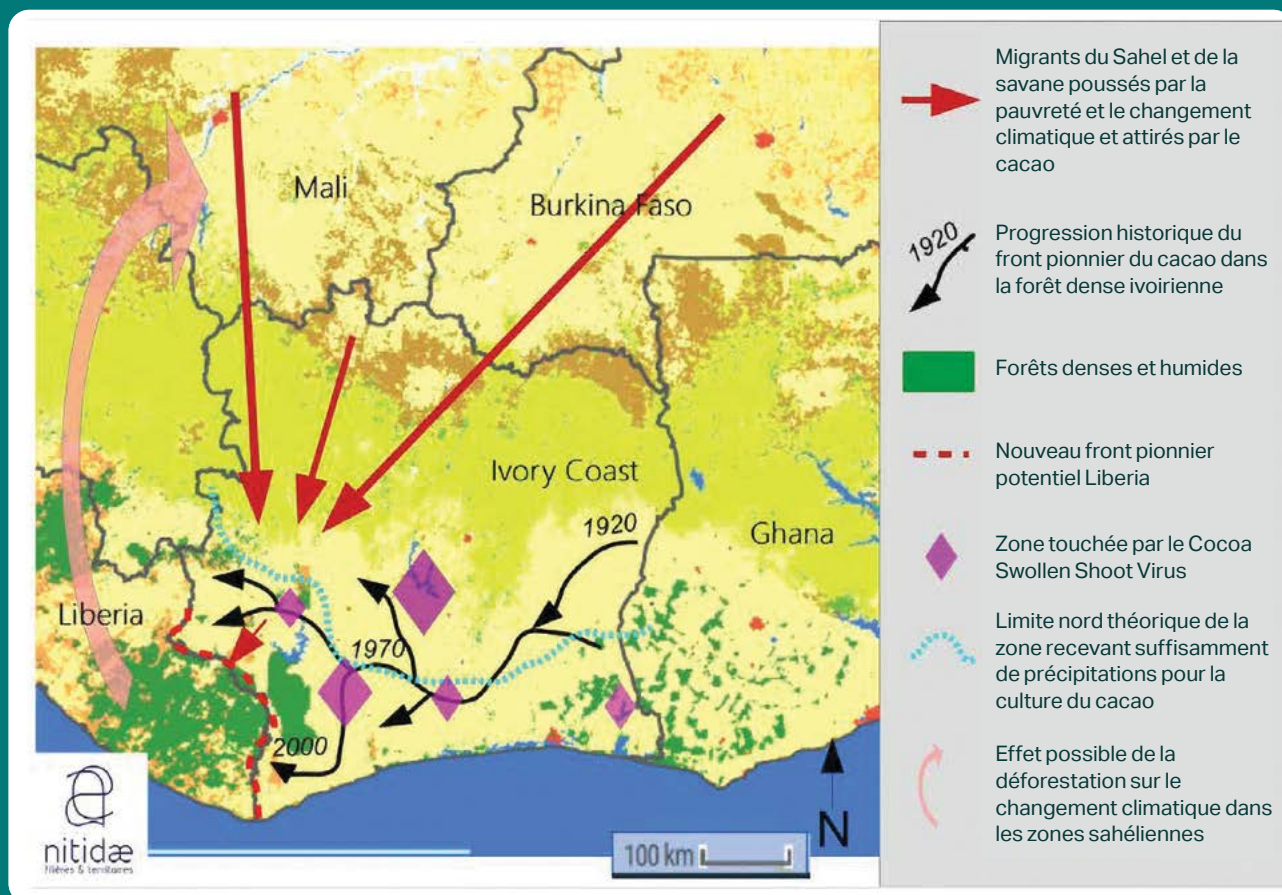 Mali
Burkina Faso
Ivory Coast
1920
Ghana
Liberia
1970
2000
nitidæ
filières & territoires
100 km
N
Migrants du Sahel et de la
savane poussés par la
pauvreté et le changement
climatique et attirés par le
cacao
1920
Progression historique du
front pionnier du cacao dans
la forêt dense ivoirienne
Forêts denses et humides
Nouveau front pionnier
potentiel Liberia
Zone touchée par le Cocoa
Swollen Shoot Virus
Limite nord théorique de la
zone recevant suffisamment
de précipitations pour la
culture du cacao
Effet possible de la
déforestation sur le
changement climatique dans
les zones sahéliennes